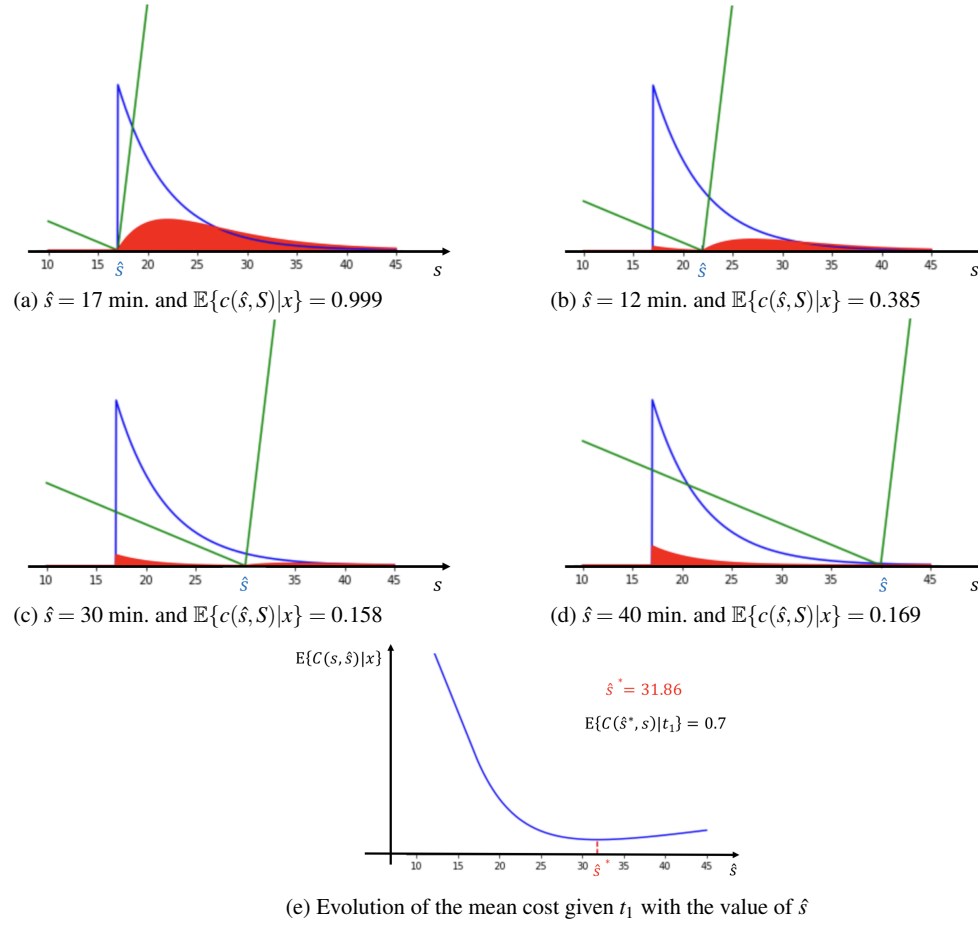 10 15 20 25 30 35 40 45 s
ŝ
(a) ŝ = 17 min. and 𝔼{c(ŝ,S)|x} = 0.999
10 15 20 25 30 35 40 45 s
ŝ
(b) ŝ = 12 min. and 𝔼{c(ŝ,S)|x} = 0.385
10 15 20 25 30 35 40 45 s
ŝ
(c) ŝ = 30 min. and 𝔼{c(ŝ,S)|x} = 0.158
10 15 20 25 30 35 40 45 s
ŝ
(d) ŝ = 40 min. and 𝔼{c(ŝ,S)|x} = 0.169
E{C(s,ŝ)|x}
ŝ* = 31.86
E{C(ŝ*,s)|t₁} = 0.7
10 15 20 25 30 35 40 45 ŝ
ŝ*
(e) Evolution of the mean cost given t₁ with the value of ŝ